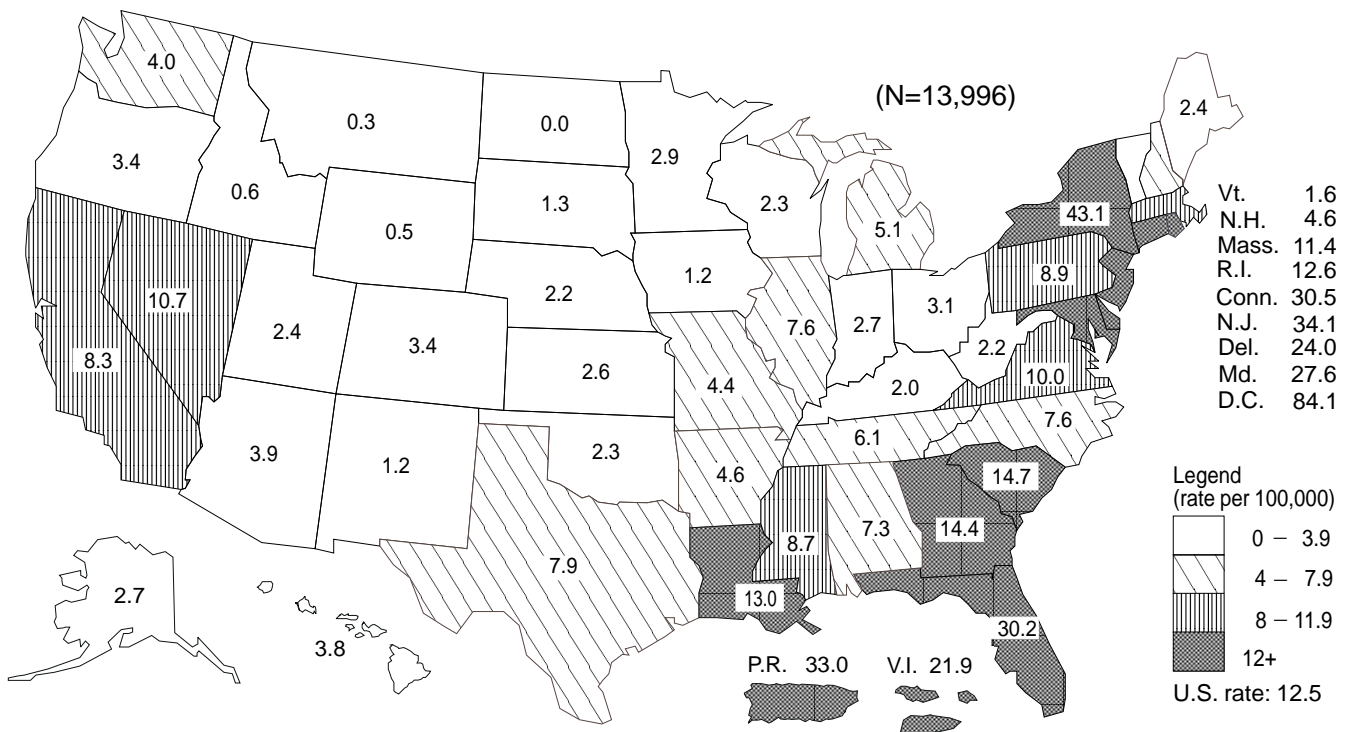 4.0
(N=13,996)
2.4
0.3
0.0
3.4
2.9
0.6
1.3
2.3
43.1
Vt. 1.6
N.H. 4.6
Mass. 11.4
R.I. 12.6
Conn. 30.5
N.J. 34.1
Del. 24.0
Md. 27.6
D.C. 84.1
0.5
5.1
8.9
1.2
2.2
10.7
7.6
2.7
3.1
2.4
3.4
2.2
8.3
2.6
4.4
2.0
10.0
7.6
3.9
1.2
2.3
6.1
4.6
14.7
8.7
7.3
14.4
7.9
2.7
13.0
30.2
3.8
P.R. 33.0 V.I. 21.9
Legend
(rate per 100,000)
0 – 3.9
4 – 7.9
8 – 11.9
12+
U.S. rate: 12.5